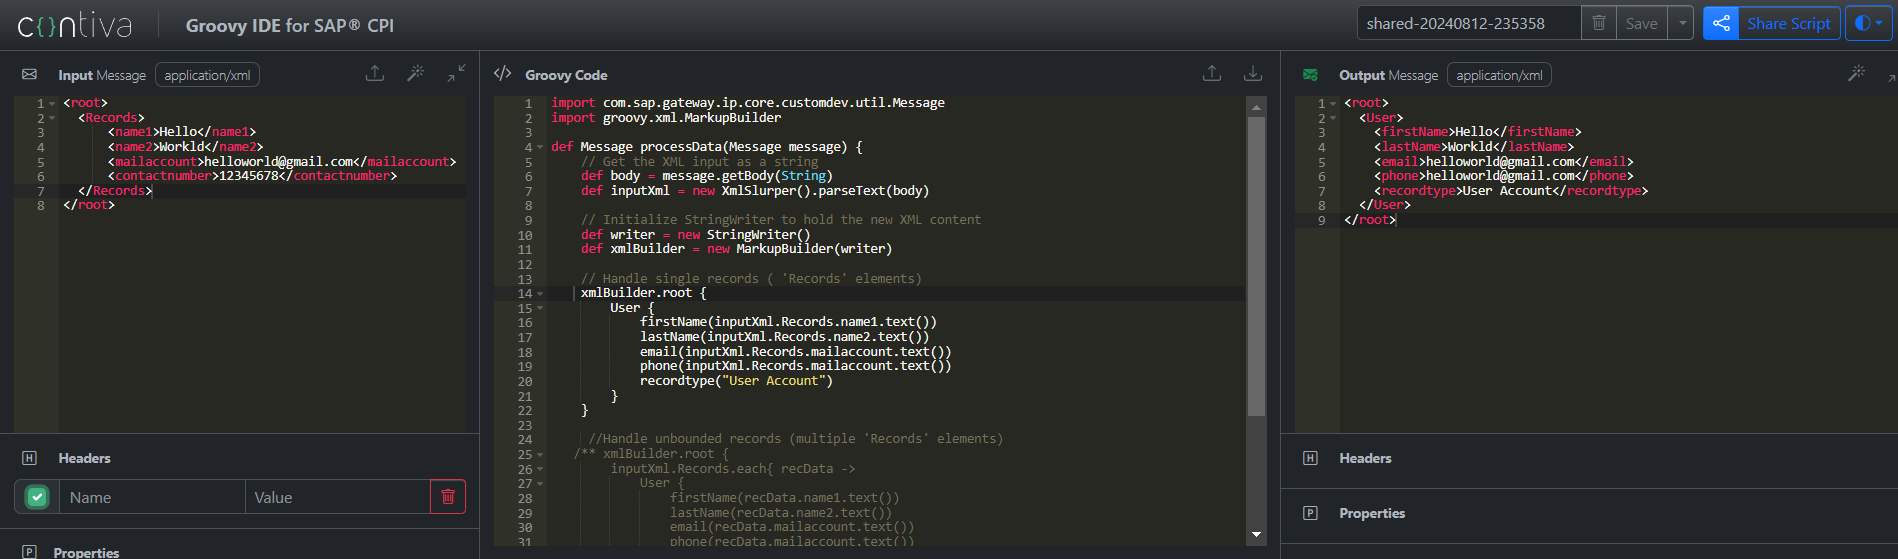 c{}ntiva
Groovy IDE for SAP® CPI
shared-20240812-235358
Save
Share Script
Input Message
application/xml
1 <root>
2 <Records>
3 <name1>Hello</name1>
4 <name2>Workld</name2>
5 <mailaccount>helloworld@gmail.com</mailaccount>
6 <contactnumber>12345678</contactnumber>
7 </Records>
8 </root>
H Headers
Name
Value
P Properties
</> Groovy Code
1 import com.sap.gateway.ip.core.customdev.util.Message
2 import groovy.xml.MarkupBuilder
3
4 def Message processData(Message message) {
5 // Get the XML input as a string
6 def body = message.getBody(String)
7 def inputXml = new XmlSlurper().parseText(body)
8
9 // Initialize StringWriter to hold the new XML content
10 def writer = new StringWriter()
11 def xmlBuilder = new MarkupBuilder(writer)
12
13 // Handle single records ( 'Records' elements)
14 xmlBuilder.root {
15 User {
16 firstName(inputXml.Records.name1.text())
17 lastName(inputXml.Records.name2.text())
18 email(inputXml.Records.mailaccount.text())
19 phone(inputXml.Records.mailaccount.text())
20 recordtype("User Account")
21 }
22 }
23
24 //Handle unbounded records (multiple 'Records' elements)
25 /** xmlBuilder.root {
26 inputXml.Records.each{ recData ->
27 User {
28 firstName(recData.name1.text())
29 lastName(recData.name2.text())
30 email(recData.mailaccount.text())
31 phone(recData.mailaccount.text())
Output Message
application/xml
1 <root>
2 <User>
3 <firstName>Hello</firstName>
4 <lastName>Workld</lastName>
5 <email>helloworld@gmail.com</email>
6 <phone>helloworld@gmail.com</phone>
7 <recordtype>User Account</recordtype>
8 </User>
9 </root>
H Headers
P Properties